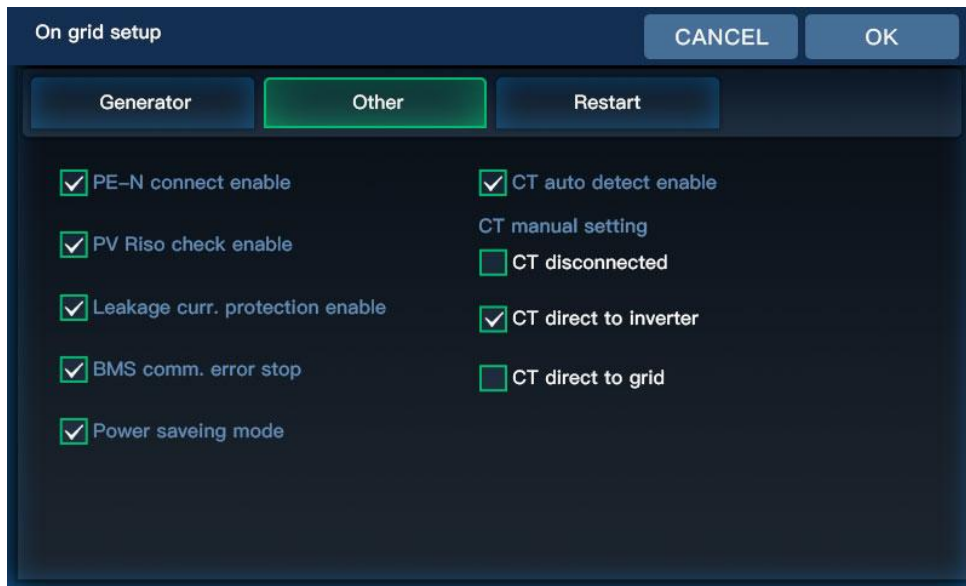 On grid setup
CANCEL
OK
Generator
Other
Restart
PE-N connect enable
PV Riso check enable
Leakage curr. protection enable
BMS comm. error stop
Power saveing mode
CT auto detect enable
CT manual setting
CT disconnected
CT direct to inverter
CT direct to grid